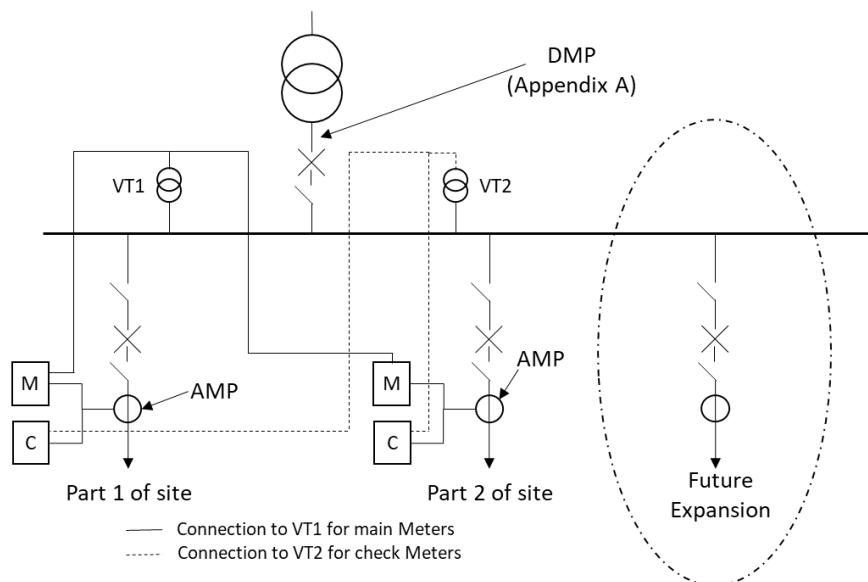 DMP
(Appendix A)
VT1
VT2
M
AMP
C
M
AMP
C
Part 1 of site
Part 2 of site
Future
Expansion
Connection to VT1 for main Meters
Connection to VT2 for check Meters